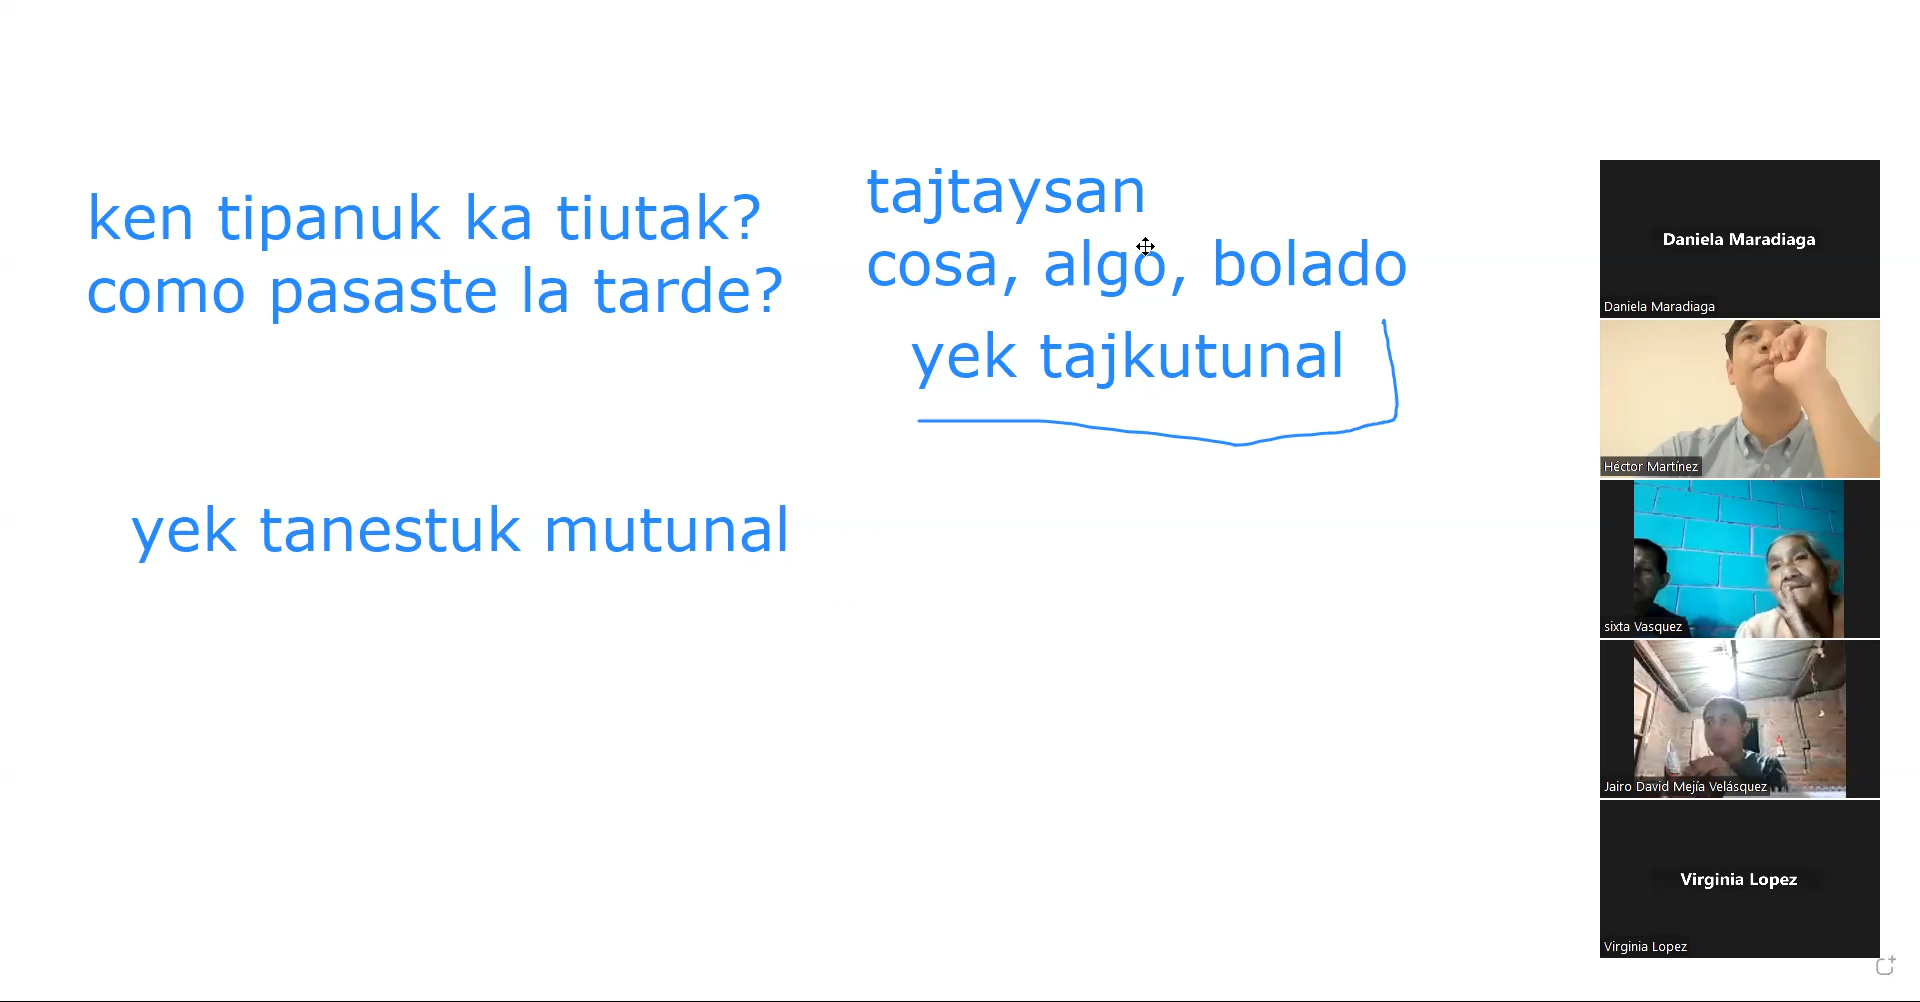 ken tipanuk ka tiutak?
como pasaste la tarde?
tajtaysan
cosa, algo, bolado
yek tajkutunal
yek tanestuk mutunal
Daniela Maradiaga
Daniela Maradiaga
Héctor Martínez
sixta Vasquez
Jairo David Mejía Velásquez
Virginia Lopez
Virginia Lopez